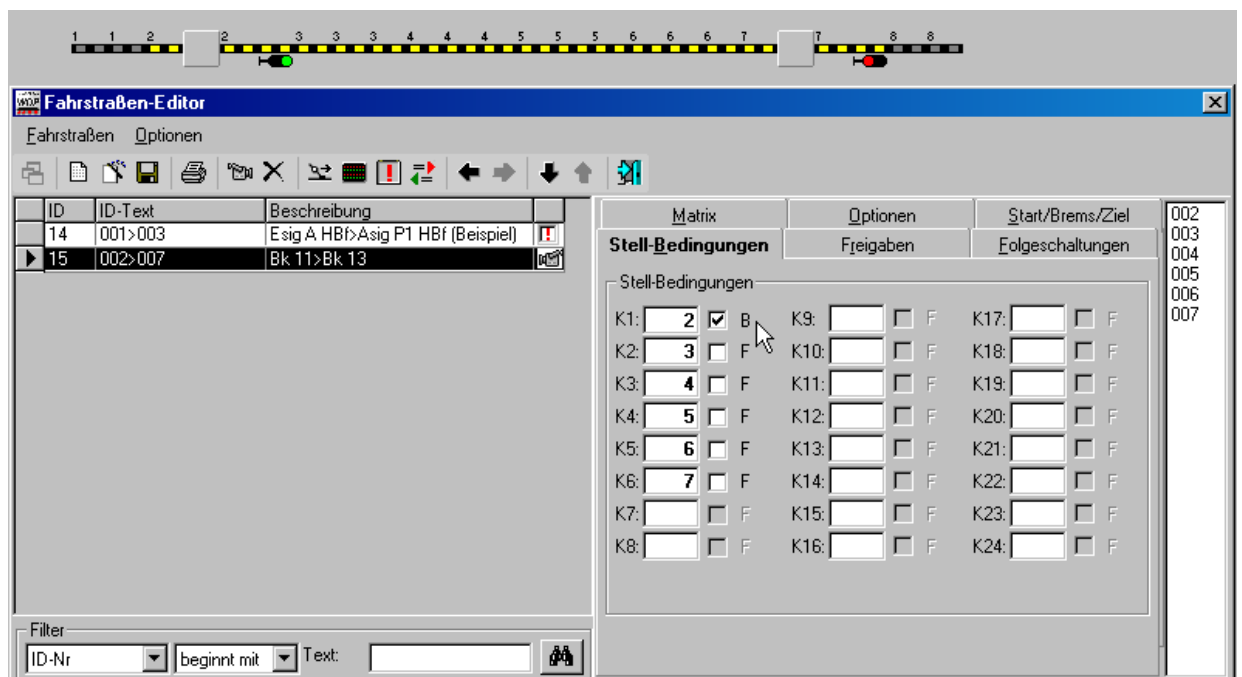 1 1 2 2 3 3 3 4 4 4 5 5 5 6 6 6 7 7 8 8
WDP Fahrstraßen-Editor
Fahrstraßen Optionen
ID ID-Text Beschreibung
14 001>003 Esig A HBf>Asig P1 HBf (Beispiel)
15 002>007 Bk 11>Bk 13
Filter
ID-Nr beginnt mit Text:
Matrix Optionen Start/Brems/Ziel
Stell-Bedingungen Freigaben Folgeschaltungen
Stell-Bedingungen
K1: 2 B K9: F K17: F
K2: 3 F K10: F K18: F
K3: 4 F K11: F K19: F
K4: 5 F K12: F K20: F
K5: 6 F K13: F K21: F
K6: 7 F K14: F K22: F
K7: F K15: F K23: F
K8: F K16: F K24: F
002
003
004
005
006
007